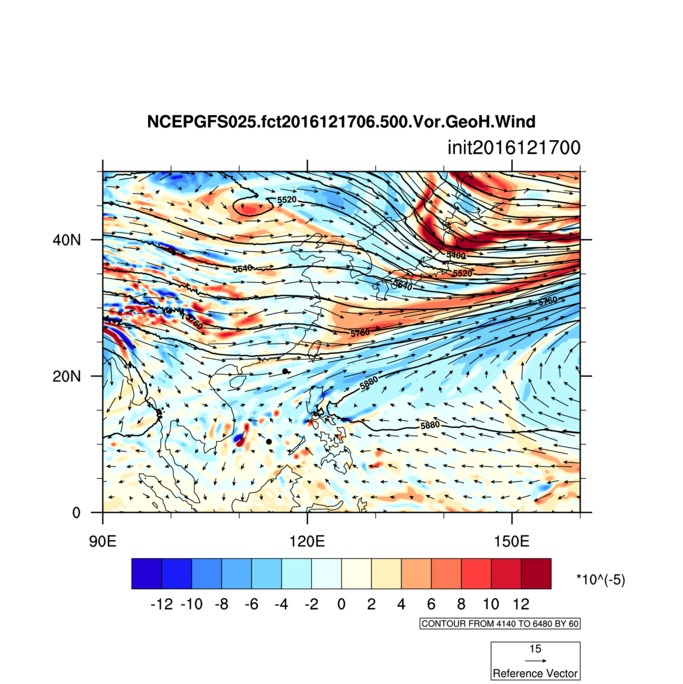 NCEPGFS025.fct2016121706.500.Vor.GeoH.Wind
init2016121700
5520
40N
5400
5640
5520
5640
5760
5760
5760
20N
5880
5880
0
90E 120E 150E
-12 -10 -8 -6 -4 -2 0 2 4 6 8 10 12
*10^(-5)
CONTOUR FROM 4140 TO 6480 BY 60
15
Reference Vector